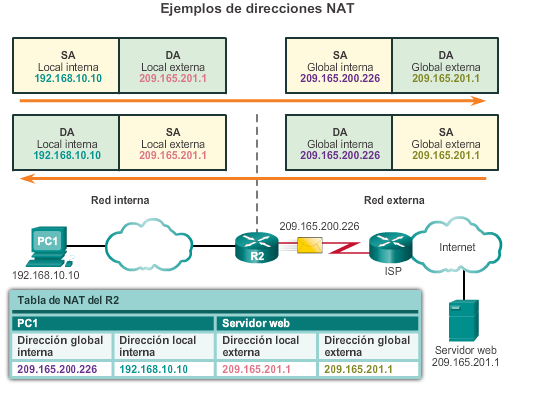 Ejemplos de direcciones NAT
SA
Local interna
192.168.10.10
DA
Local externa
209.165.201.1
SA
Global interna
209.165.200.226
DA
Global externa
209.165.201.1
DA
Local interna
192.168.10.10
SA
Local externa
209.165.201.1
DA
Global interna
209.165.200.226
SA
Global externa
209.165.201.1
Red interna
Red externa
209.165.200.226
PC1
R2
ISP
Internet
192.168.10.10
Servidor web
209.165.201.1
Tabla de NAT del R2
PC1
Servidor web
Dirección global
interna
Dirección local
interna
Dirección local
externa
Dirección global
externa
209.165.200.226
192.168.10.10
209.165.201.1
209.165.201.1